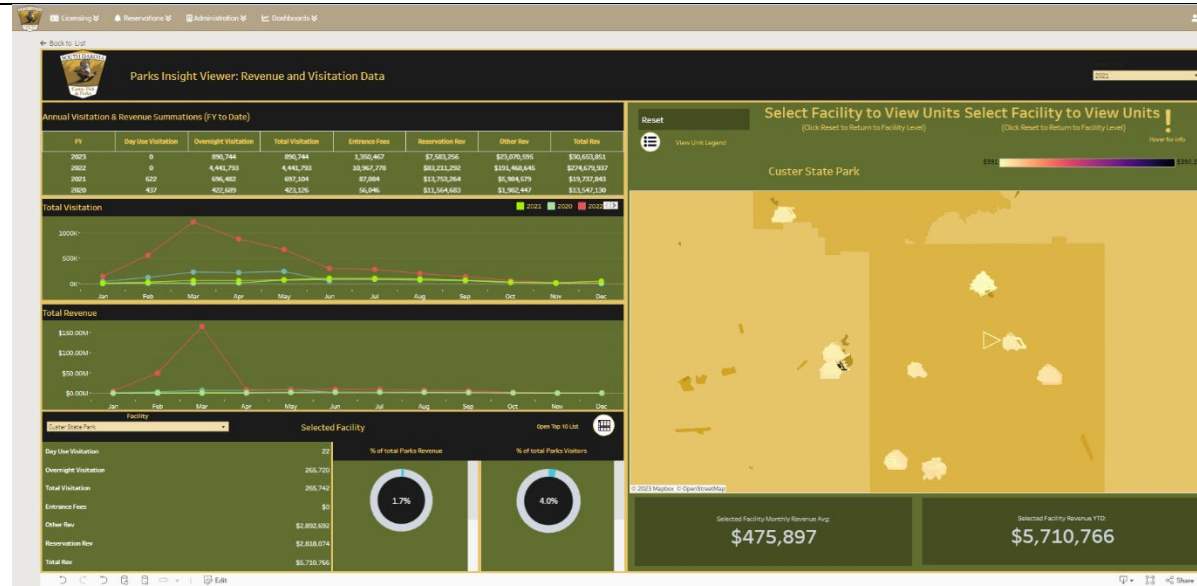 Licensing Reservations Administration Dashboards
Back to List
SOUTH DAKOTA
Game, Fish
& Parks
Parks Insight Viewer: Revenue and Visitation Data
2021
Annual Visitation & Revenue Summations (FY to Date)
FY Day Use Visitation Overnight Visitation Total Visitation Entrance Fees Reservation Rev Other Rev Total Rev
2023 0 890,744 890,744 1,350,467 $7,583,256 $23,070,595 $30,653,851
2022 0 4,441,793 4,441,793 10,967,778 $83,211,292 $191,468,645 $274,679,937
2021 622 696,482 697,104 87,084 $13,753,264 $5,984,579 $19,737,843
2020 437 422,689 423,126 56,046 $11,564,683 $1,982,447 $13,547,130
Total Visitation
2021 2020 2022
1000K
500K
0K
Jan Feb Mar Apr May Jun Jul Aug Sep Oct Nov Dec
Total Revenue
$150.00M
$100.00M
$50.00M
$0.00M
Jan Feb Mar Apr May Jun Jul Aug Sep Oct Nov Dec
Facility
Custer State Park
Selected Facility
Open Top 10 List
Day Use Visitation 22
Overnight Visitation 265,720
Total Visitation 265,742
Entrance Fees $0
Other Rev $2,892,692
Reservation Rev $2,818,074
Total Rev $5,710,766
% of total Parks Revenue
1.7%
% of total Parks Visitors
4.0%
Reset
View Unit Legend
Select Facility to View Units Select Facility to View Units !
(Click Reset to Return to Facility Level) (Click Reset to Return to Facility Level)
Hover for info
$391
Custer State Park
© 2023 Mapbox © OpenStreetMap
Selected Facility Monthly Revenue Avg:
$475,897
Selected Facility Revenue YTD:
$5,710,766
Edit
Share